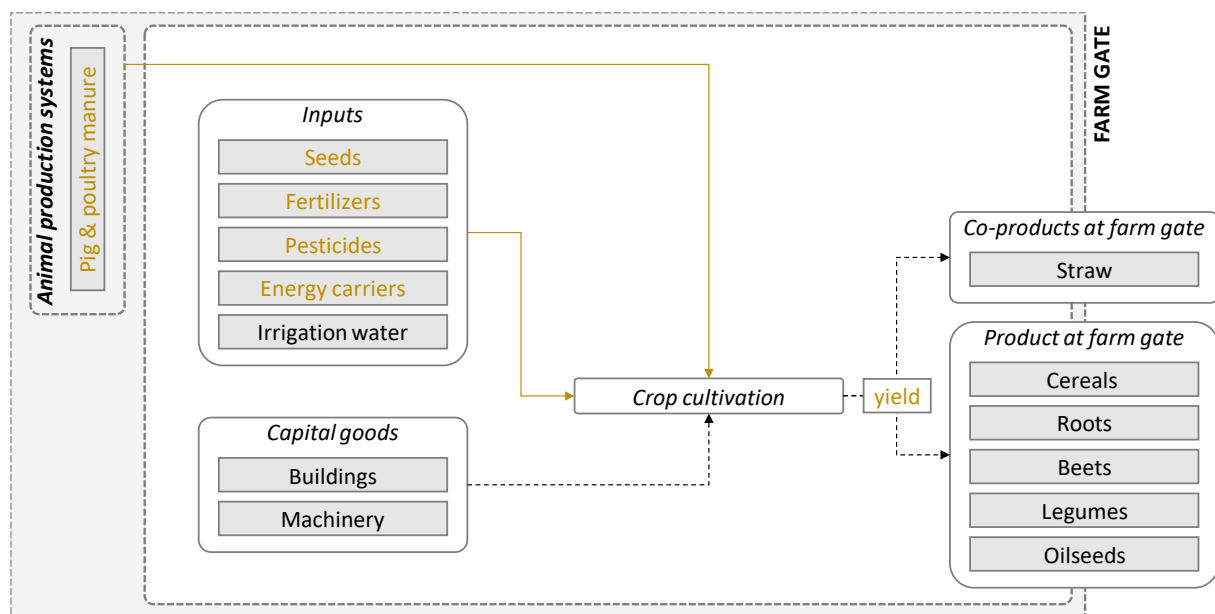 Animal production systems
Pig & poultry manure
FARM GATE
Inputs
Seeds
Fertilizers
Pesticides
Energy carriers
Irrigation water
Capital goods
Buildings
Machinery
Crop cultivation
yield
Co-products at farm gate
Straw
Product at farm gate
Cereals
Roots
Beets
Legumes
Oilseeds